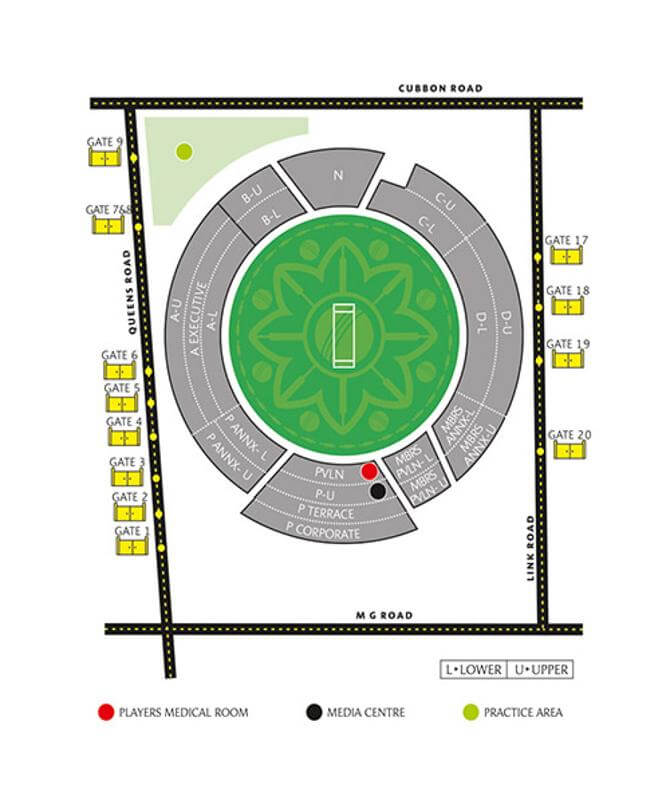 CUBBON ROAD
GATE 9
GATE 7&8
QUEENS ROAD
GATE 6
GATE 5
GATE 4
GATE 3
GATE 2
GATE 1
N
B-U
B-L
C-U
C-L
A-U
A EXECUTIVE
A-L
D-L
D-U
P ANNX- L
P ANNX- U
MBRS
ANNX-L
MBRS
ANNX-U
PVLN
P-U
P TERRACE
P CORPORATE
MBRS
PVLN- L
MBRS
PVLN- U
GATE 17
GATE 18
GATE 19
GATE 20
LINK ROAD
M G ROAD
L•LOWER U•UPPER
PLAYERS MEDICAL ROOM
MEDIA CENTRE
PRACTICE AREA